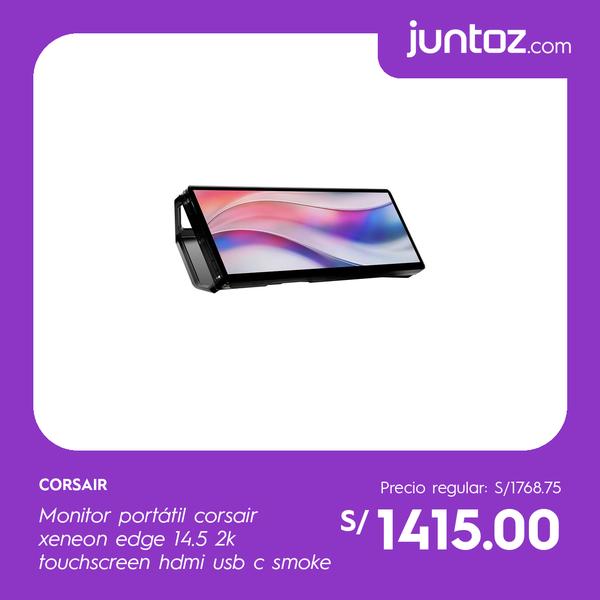 juntoz.com
CORSAIR
Monitor portátil corsair
xeneon edge 14.5 2k
touchscreen hdmi usb c smoke
Precio regular: S/1768.75
S/1415.00